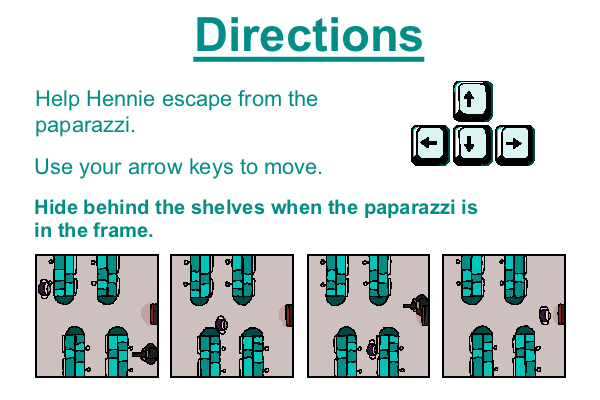 Directions
Help Hennie escape from the
paparazzi.
Use your arrow keys to move.
Hide behind the shelves when the paparazzi is
in the frame.